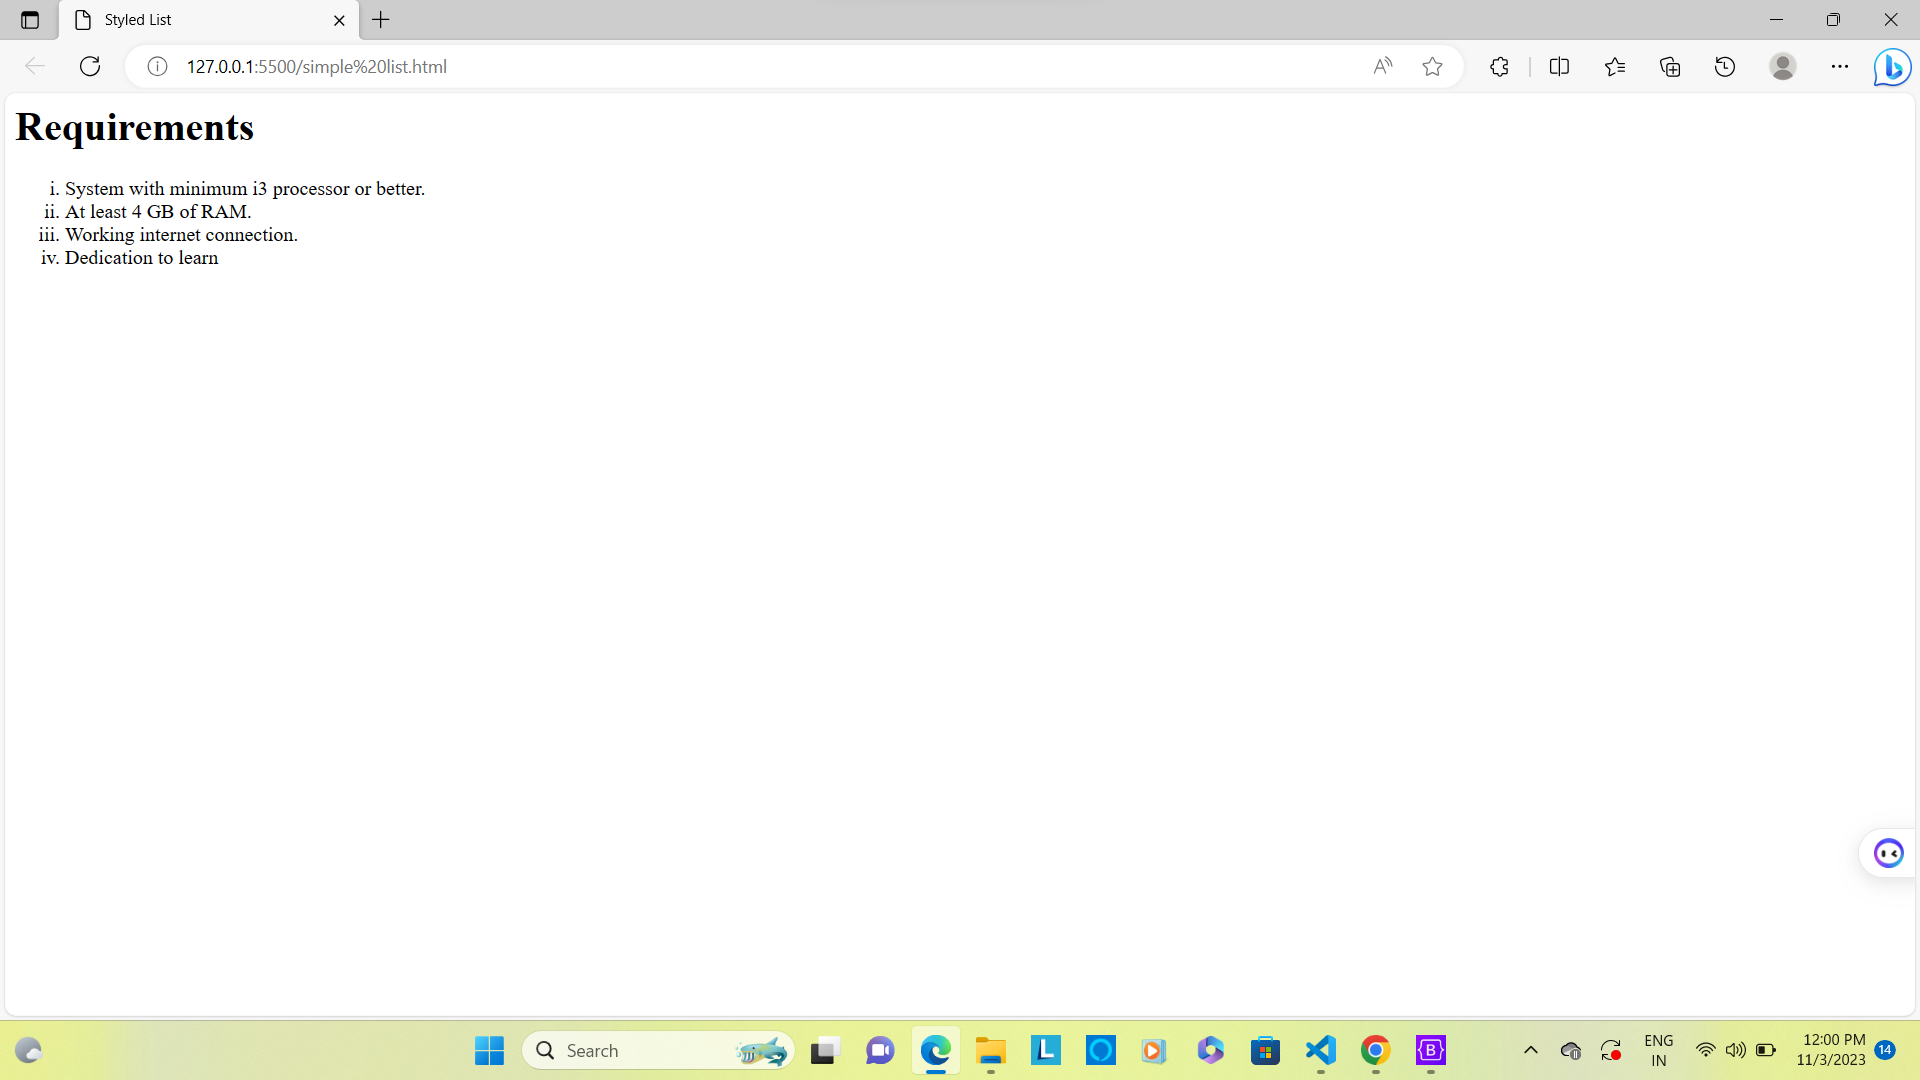 Styled List
127.0.0.1:5500/simple%20list.html
Requirements
i. System with minimum i3 processor or better.
ii. At least 4 GB of RAM.
iii. Working internet connection.
iv. Dedication to learn
Search
ENG
IN
12:00 PM
11/3/2023
14